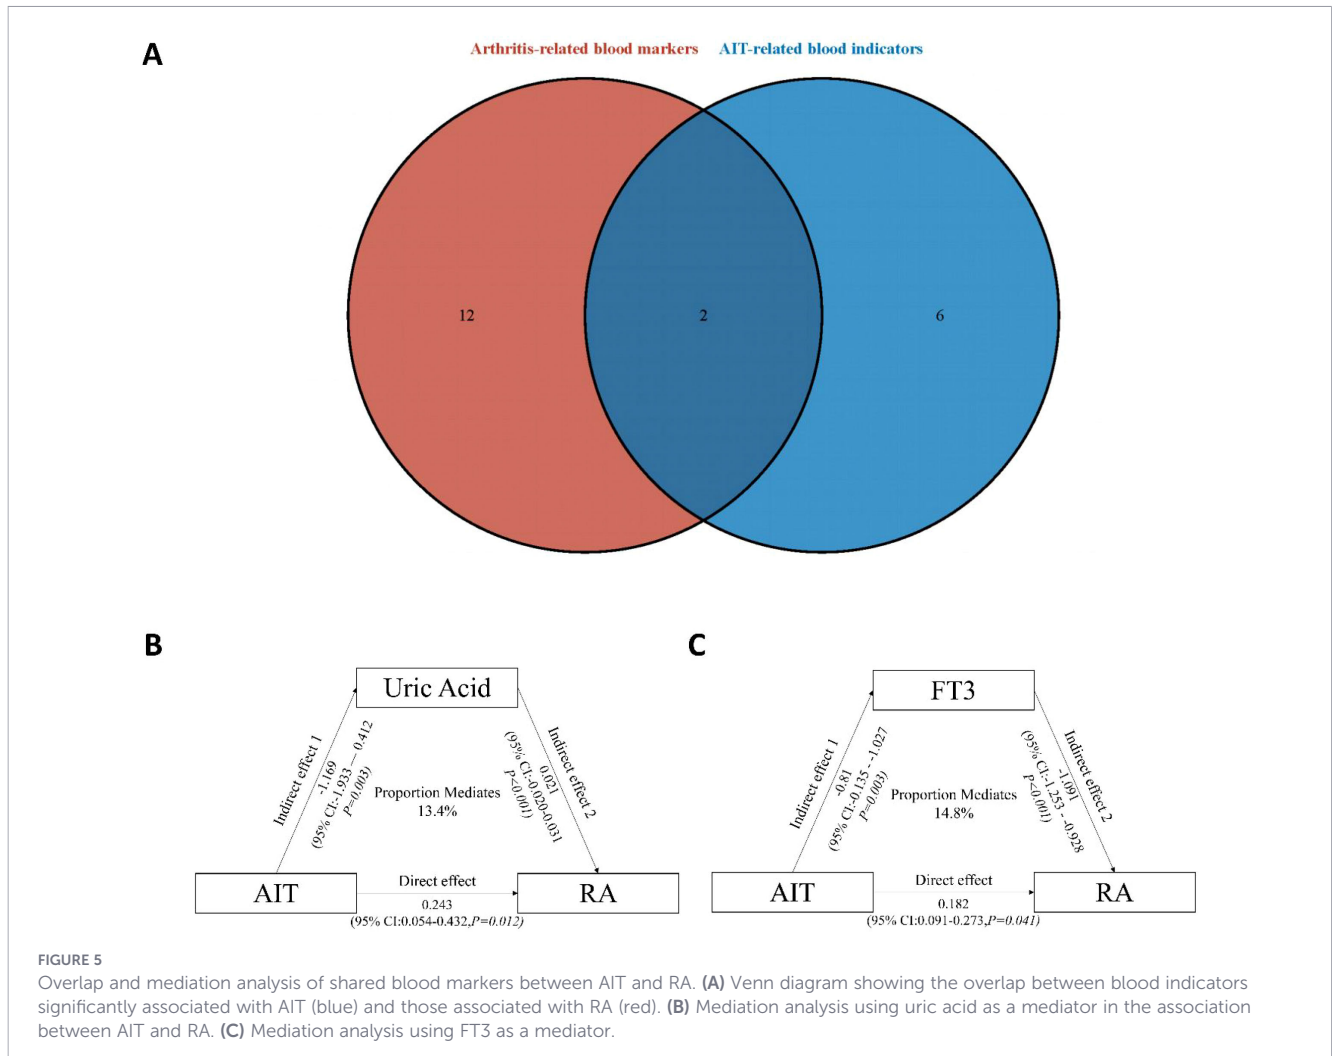 A
Arthritis-related blood markers AIT-related blood indicators
12
2
6
B
Uric Acid
Indirect effect 1
-1.169
(95% CI:-1.933 — 0.412
P=0.003)
Indirect effect 2
0.021
(95% CI:-0.020-0.031
P<0.001)
Proportion Mediates
13.4%
AIT
Direct effect
0.243
(95% CI:0.054-0.432,P=0.012)
RA
C
FT3
Indirect effect 1
-0.81
(95% CI:-0.135 - -1.027
P=0.003)
Indirect effect 2
-1.091
(95% CI:-1.253 - -0.928
P<0.001)
Proportion Mediates
14.8%
AIT
Direct effect
0.182
(95% CI:0.091-0.273,P=0.041)
RA
FIGURE 5
Overlap and mediation analysis of shared blood markers between AIT and RA. (A) Venn diagram showing the overlap between blood indicators
significantly associated with AIT (blue) and those associated with RA (red). (B) Mediation analysis using uric acid as a mediator in the association
between AIT and RA. (C) Mediation analysis using FT3 as a mediator.